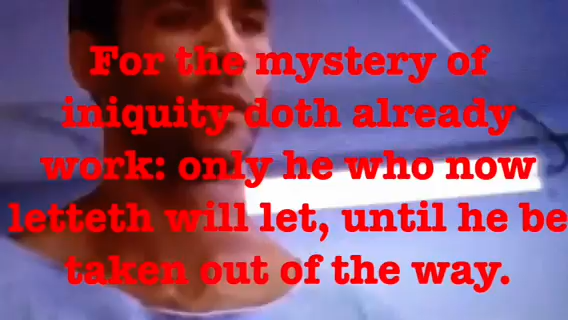 For the mystery of
iniquity doth already
work: only he who now
letteth will let, until he be
taken out of the way.